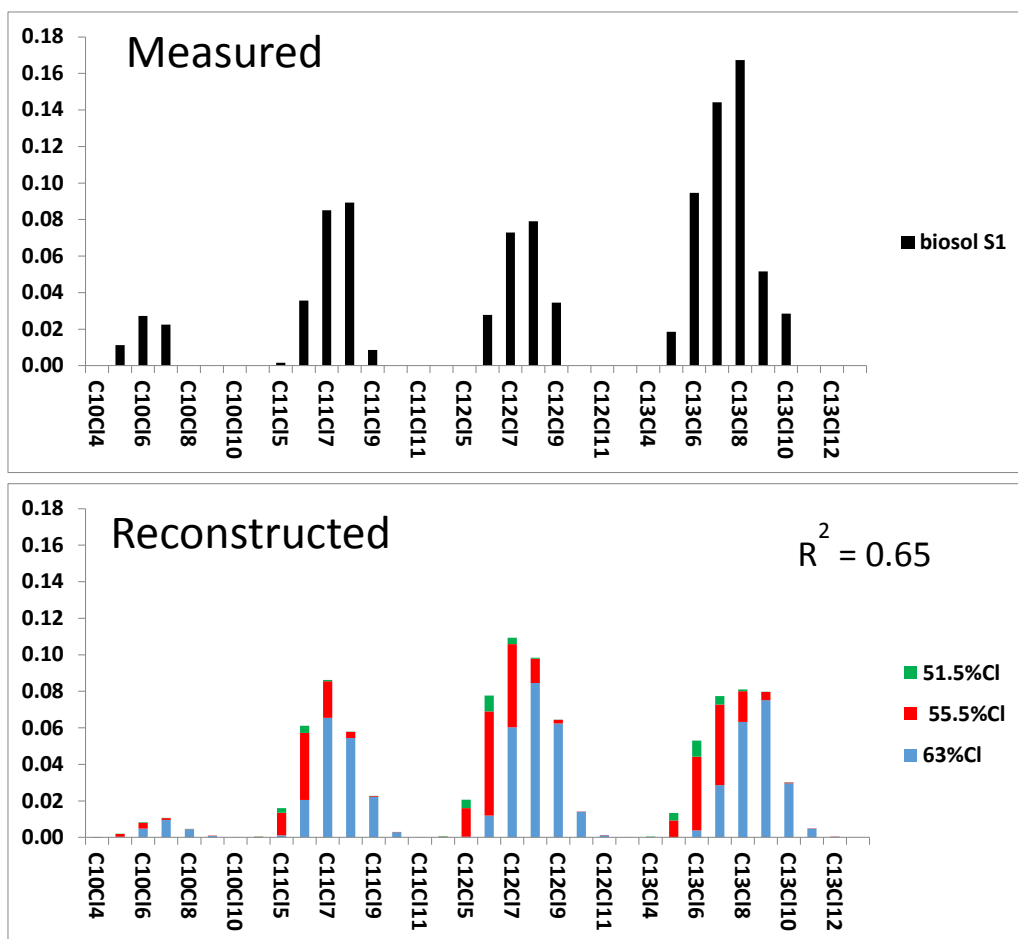 Measured
0.18
0.16
0.14
0.12
0.10
0.08
0.06
0.04
0.02
0.00
C10Cl4
C10Cl6
C10Cl8
C10Cl10
C11Cl5
C11Cl7
C11Cl9
C11Cl11
C12Cl5
C12Cl7
C12Cl9
C12Cl11
C13Cl4
C13Cl6
C13Cl8
C13Cl10
C13Cl12
biosol S1
Reconstructed
R2 = 0.65
0.18
0.16
0.14
0.12
0.10
0.08
0.06
0.04
0.02
0.00
C10Cl4
C10Cl6
C10Cl8
C10Cl10
C11Cl5
C11Cl7
C11Cl9
C11Cl11
C12Cl5
C12Cl7
C12Cl9
C12Cl11
C13Cl4
C13Cl6
C13Cl8
C13Cl10
C13Cl12
51.5%Cl
55.5%Cl
63%Cl